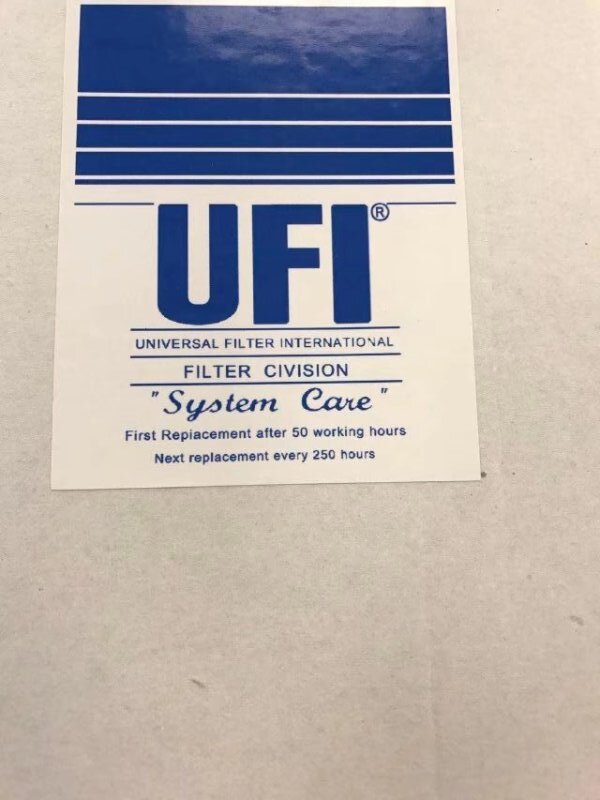 UFI®
UNIVERSAL FILTER INTERNATIONAL
FILTER CIVISION
"System Care"
First Repiacement after 50 working hours
Next replacement every 250 hours